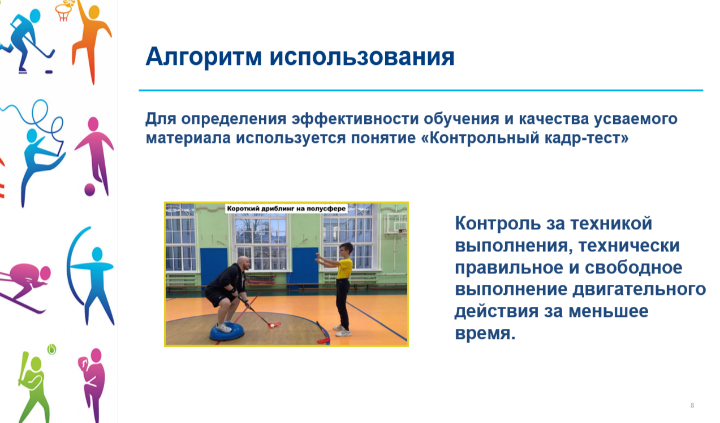 Алгоритм использования
Для определения эффективности обучения и качества усваемого
материала используется понятие «Контрольный кадр-тест»
Короткий дриблинг на полусфере
Контроль за техникой
выполнения, технически
правильное и свободное
выполнение двигательного
действия за меньшее
время.